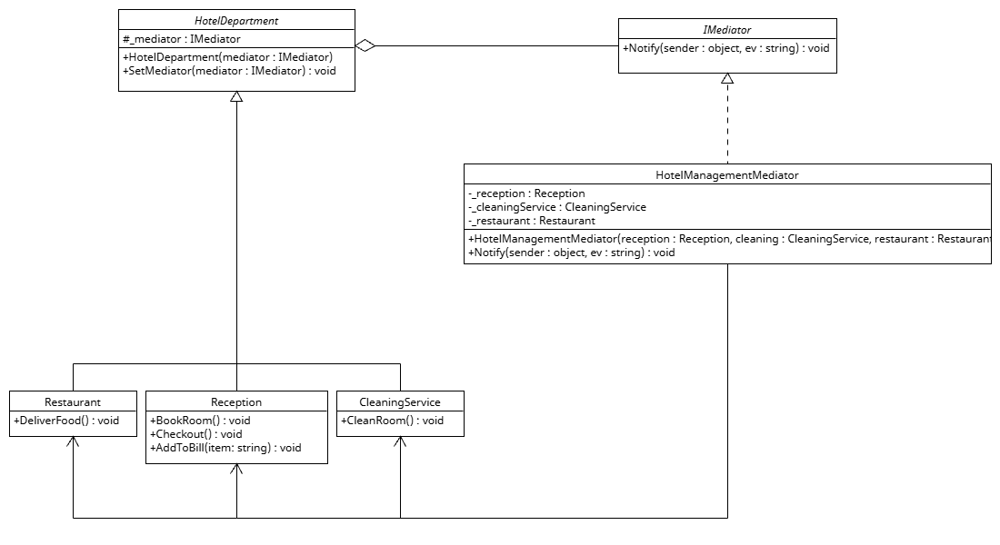 HotelDepartment
#_mediator : IMediator
+HotelDepartment(mediator : IMediator)
+SetMediator(mediator : IMediator) : void
IMediator
+Notify(sender : object, ev : string) : void
HotelManagementMediator
-_reception : Reception
-_cleaningService : CleaningService
-_restaurant : Restaurant
+HotelManagementMediator(reception : Reception, cleaning : CleaningService, restaurant : Restaurant
+Notify(sender : object, ev : string) : void
Restaurant
+DeliverFood() : void
Reception
+BookRoom() : void
+Checkout() : void
+AddToBill(item: string) : void
CleaningService
+CleanRoom() : void